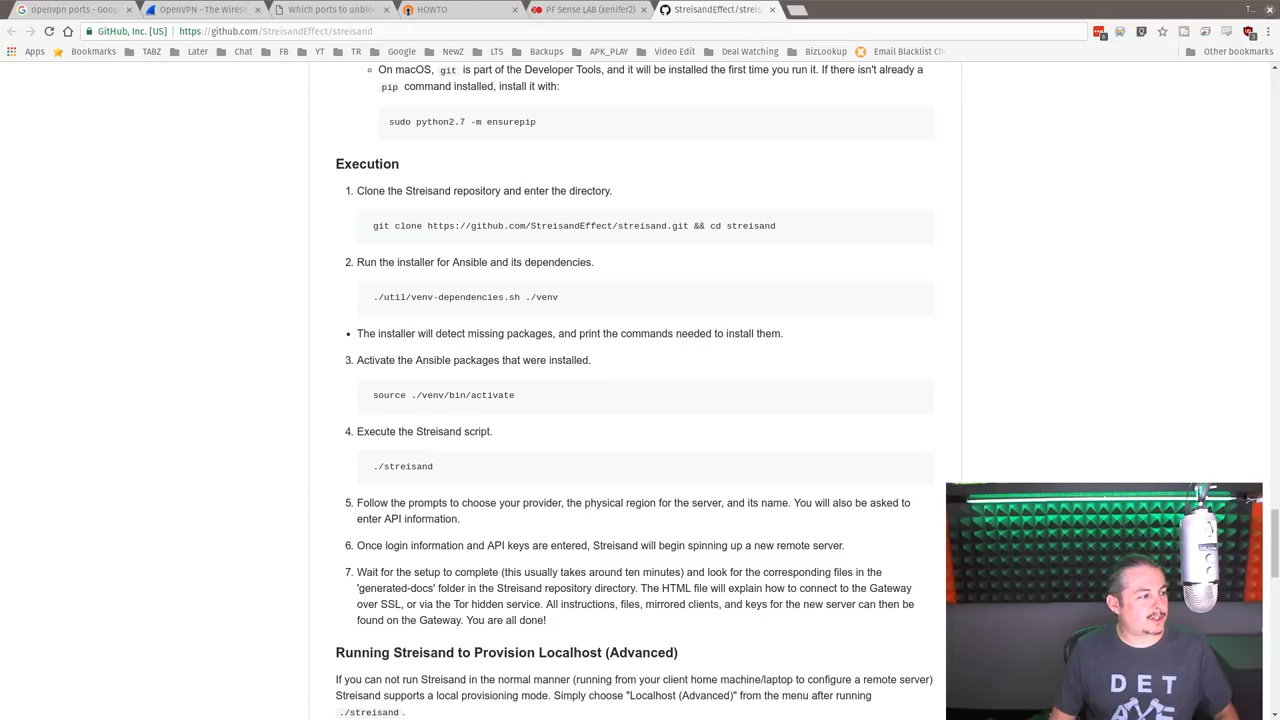 openvpn ports - Goog
OpenVPN - The Wiresh
Which ports to unblo
HOWTO
PF Sense LAB (xenifer2)
StreisandEffect/streis
GitHub, Inc. [US]
https://github.com/StreisandEffect/streisand
Apps
Bookmarks
TABZ
Later
Chat
FB
YT
TR
Google
NewZ
LTS
Backups
APK_PLAY
Video Edit
Deal Watching
BizLookup
Email Blacklist Ch
Other bookmarks
On macOS, git is part of the Developer Tools, and it will be installed the first time you run it. If there isn't already a
pip command installed, install it with:
sudo python2.7 -m ensurepip
Execution
1. Clone the Streisand repository and enter the directory.
git clone https://github.com/StreisandEffect/streisand.git && cd streisand
2. Run the installer for Ansible and its dependencies.
./util/venv-dependencies.sh ./venv
• The installer will detect missing packages, and print the commands needed to install them.
3. Activate the Ansible packages that were installed.
source ./venv/bin/activate
4. Execute the Streisand script.
./streisand
5. Follow the prompts to choose your provider, the physical region for the server, and its name. You will also be asked to
enter API information.
6. Once login information and API keys are entered, Streisand will begin spinning up a new remote server.
7. Wait for the setup to complete (this usually takes around ten minutes) and look for the corresponding files in the
'generated-docs' folder in the Streisand repository directory. The HTML file will explain how to connect to the Gateway
over SSL, or via the Tor hidden service. All instructions, files, mirrored clients, and keys for the new server can then be
found on the Gateway. You are all done!
Running Streisand to Provision Localhost (Advanced)
If you can not run Streisand in the normal manner (running from your client home machine/laptop to configure a remote server)
Streisand supports a local provisioning mode. Simply choose "Localhost (Advanced)" from the menu after running
./streisand.
DET